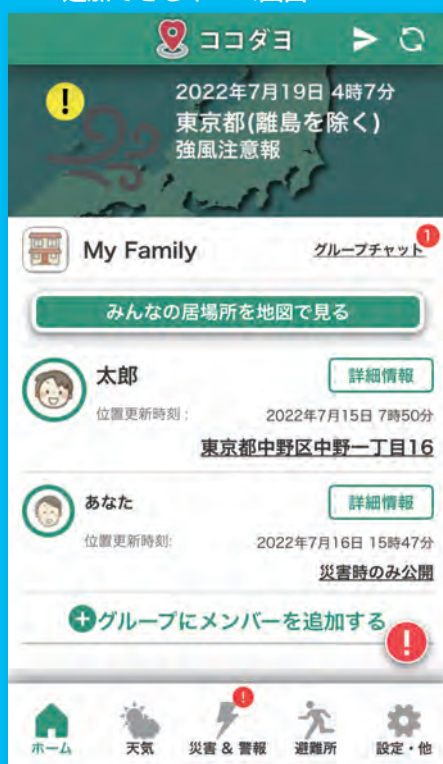 ココダヨ
2022年7月19日 4時7分
東京都(離島を除く)
強風注意報
My Family
グループチャット
1
みんなの居場所を地図で見る
太郎
詳細情報
位置更新時刻 :
2022年7月15日 7時50分
東京都中野区中野一丁目16
あなた
詳細情報
位置更新時刻:
2022年7月16日 15時47分
災害時のみ公開
グループにメンバーを追加する
ホーム
天気
災害 & 警報
避難所
設定・他